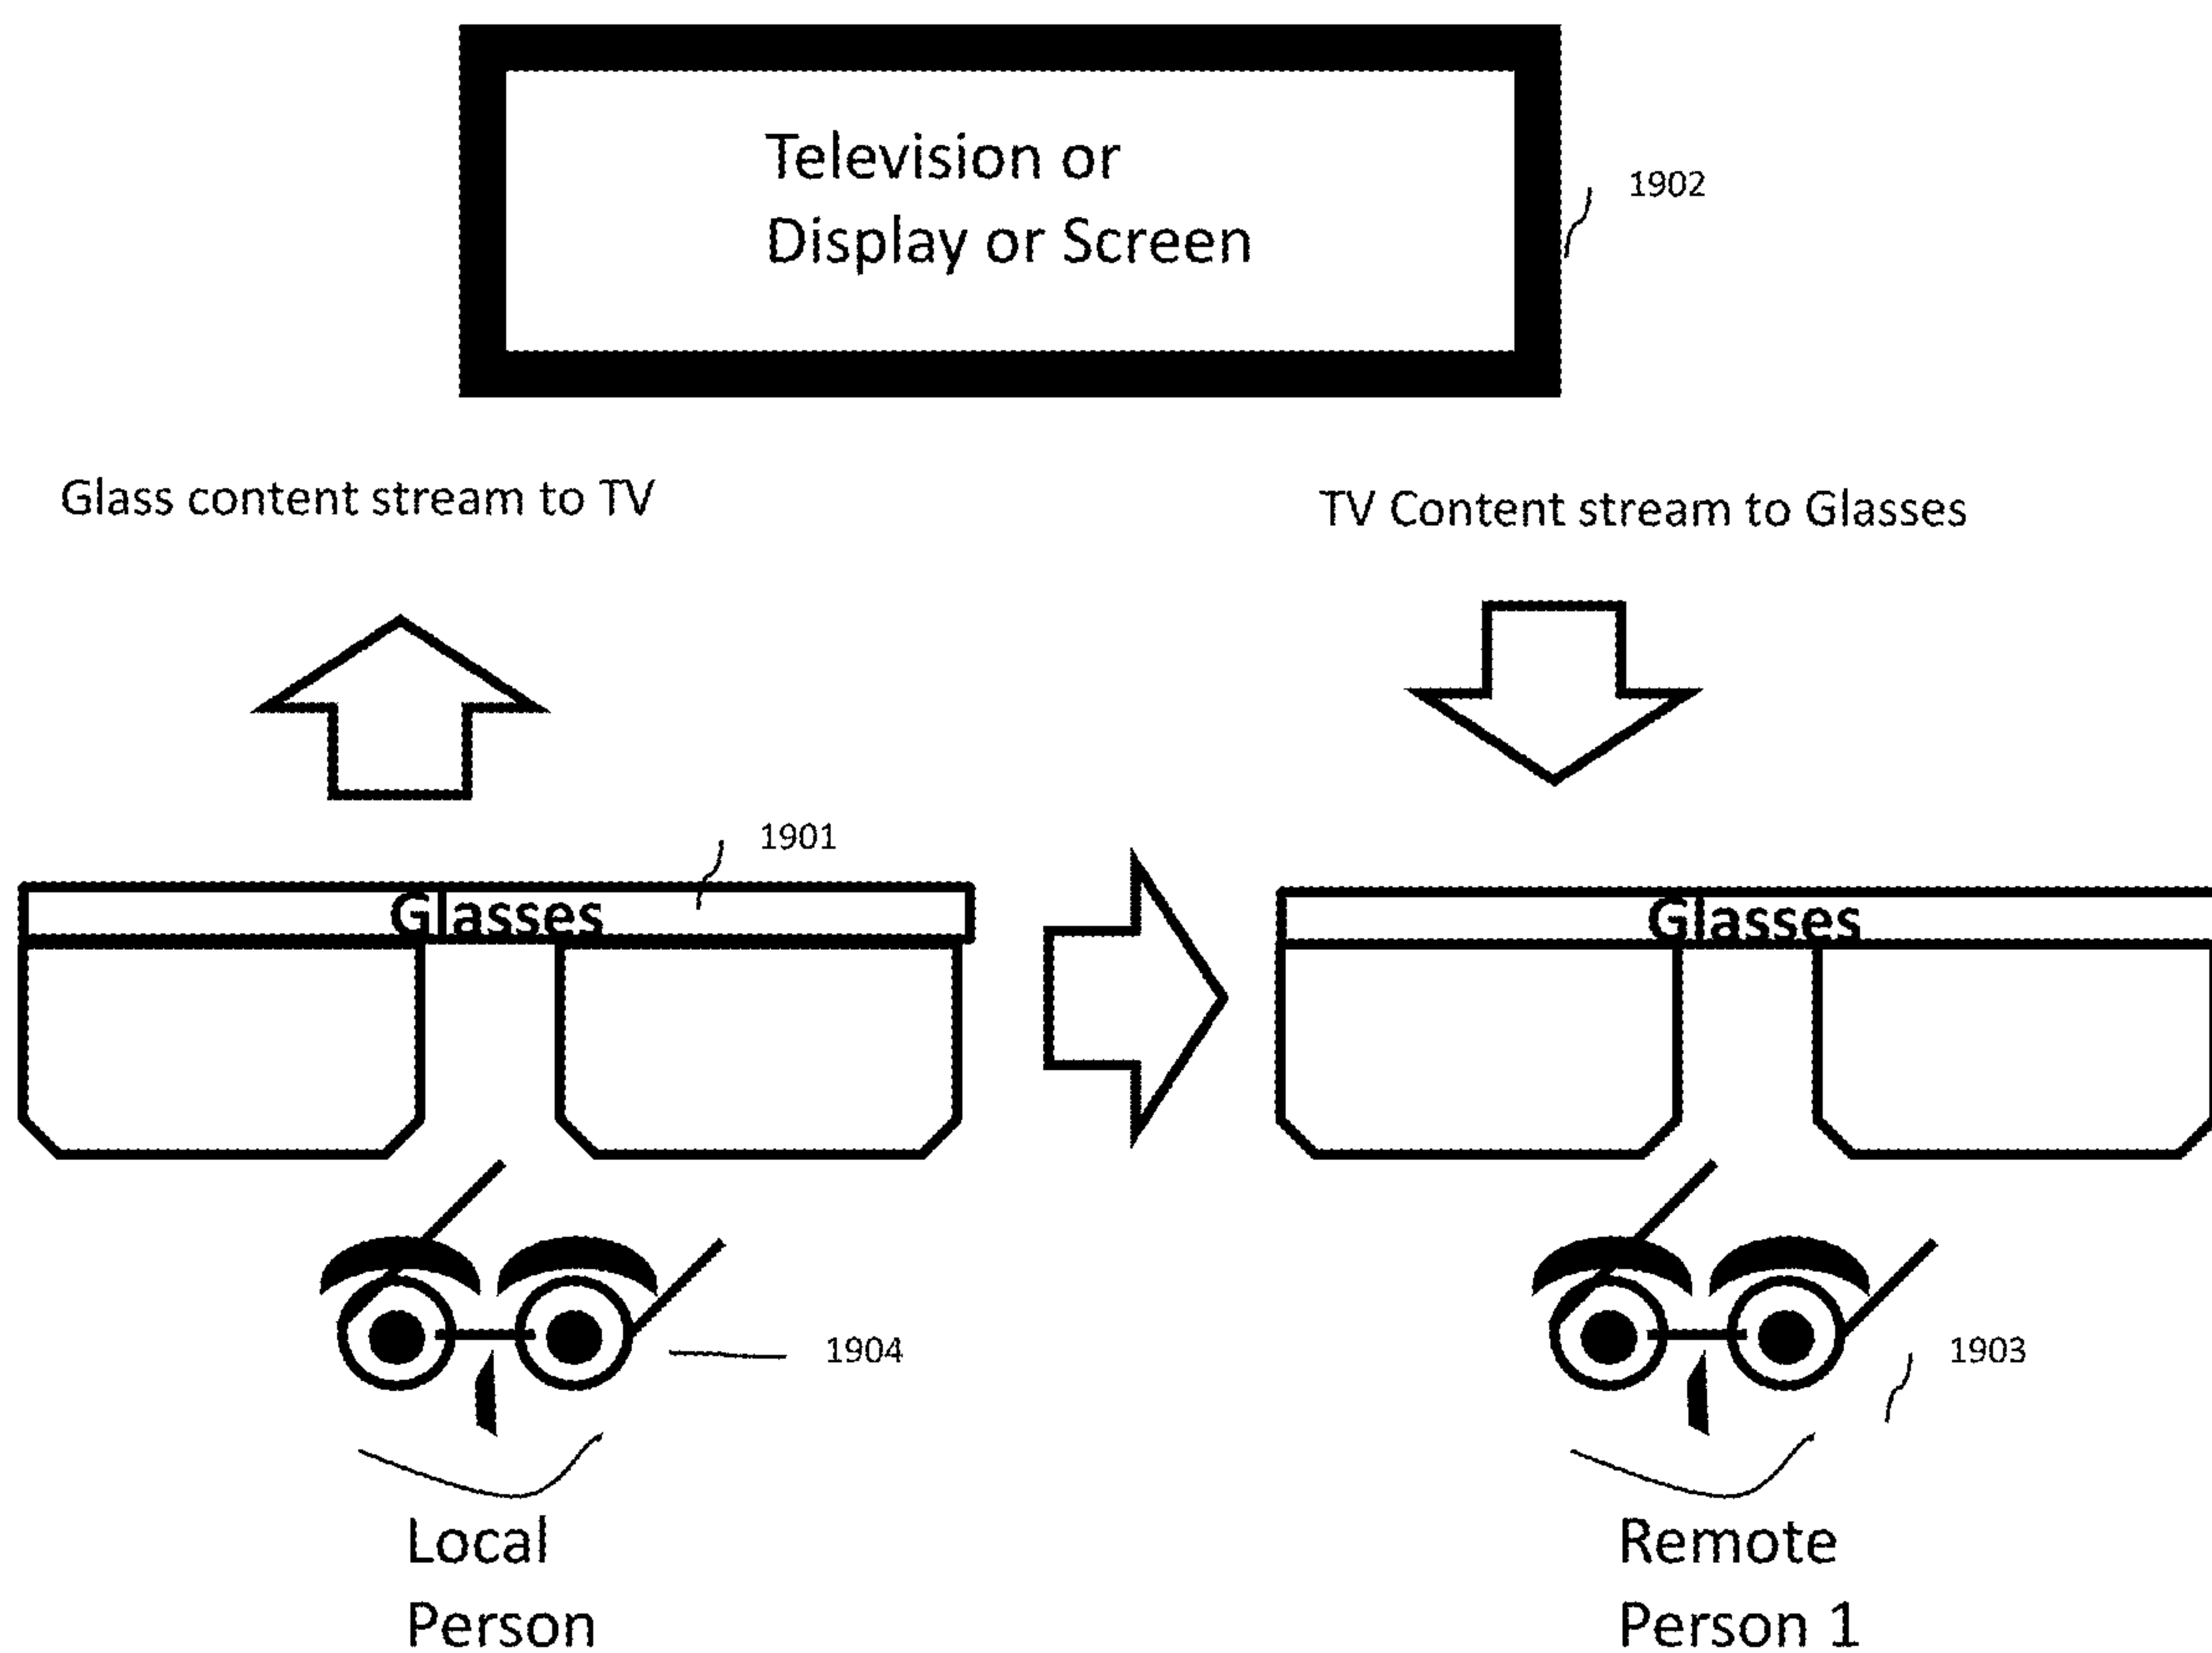 Television or
Display or Screen
1902
Glass content stream to TV
TV Content stream to Glasses
1901
Glasses
Glasses
1904
1903
Local
Person
Remote
Person 1